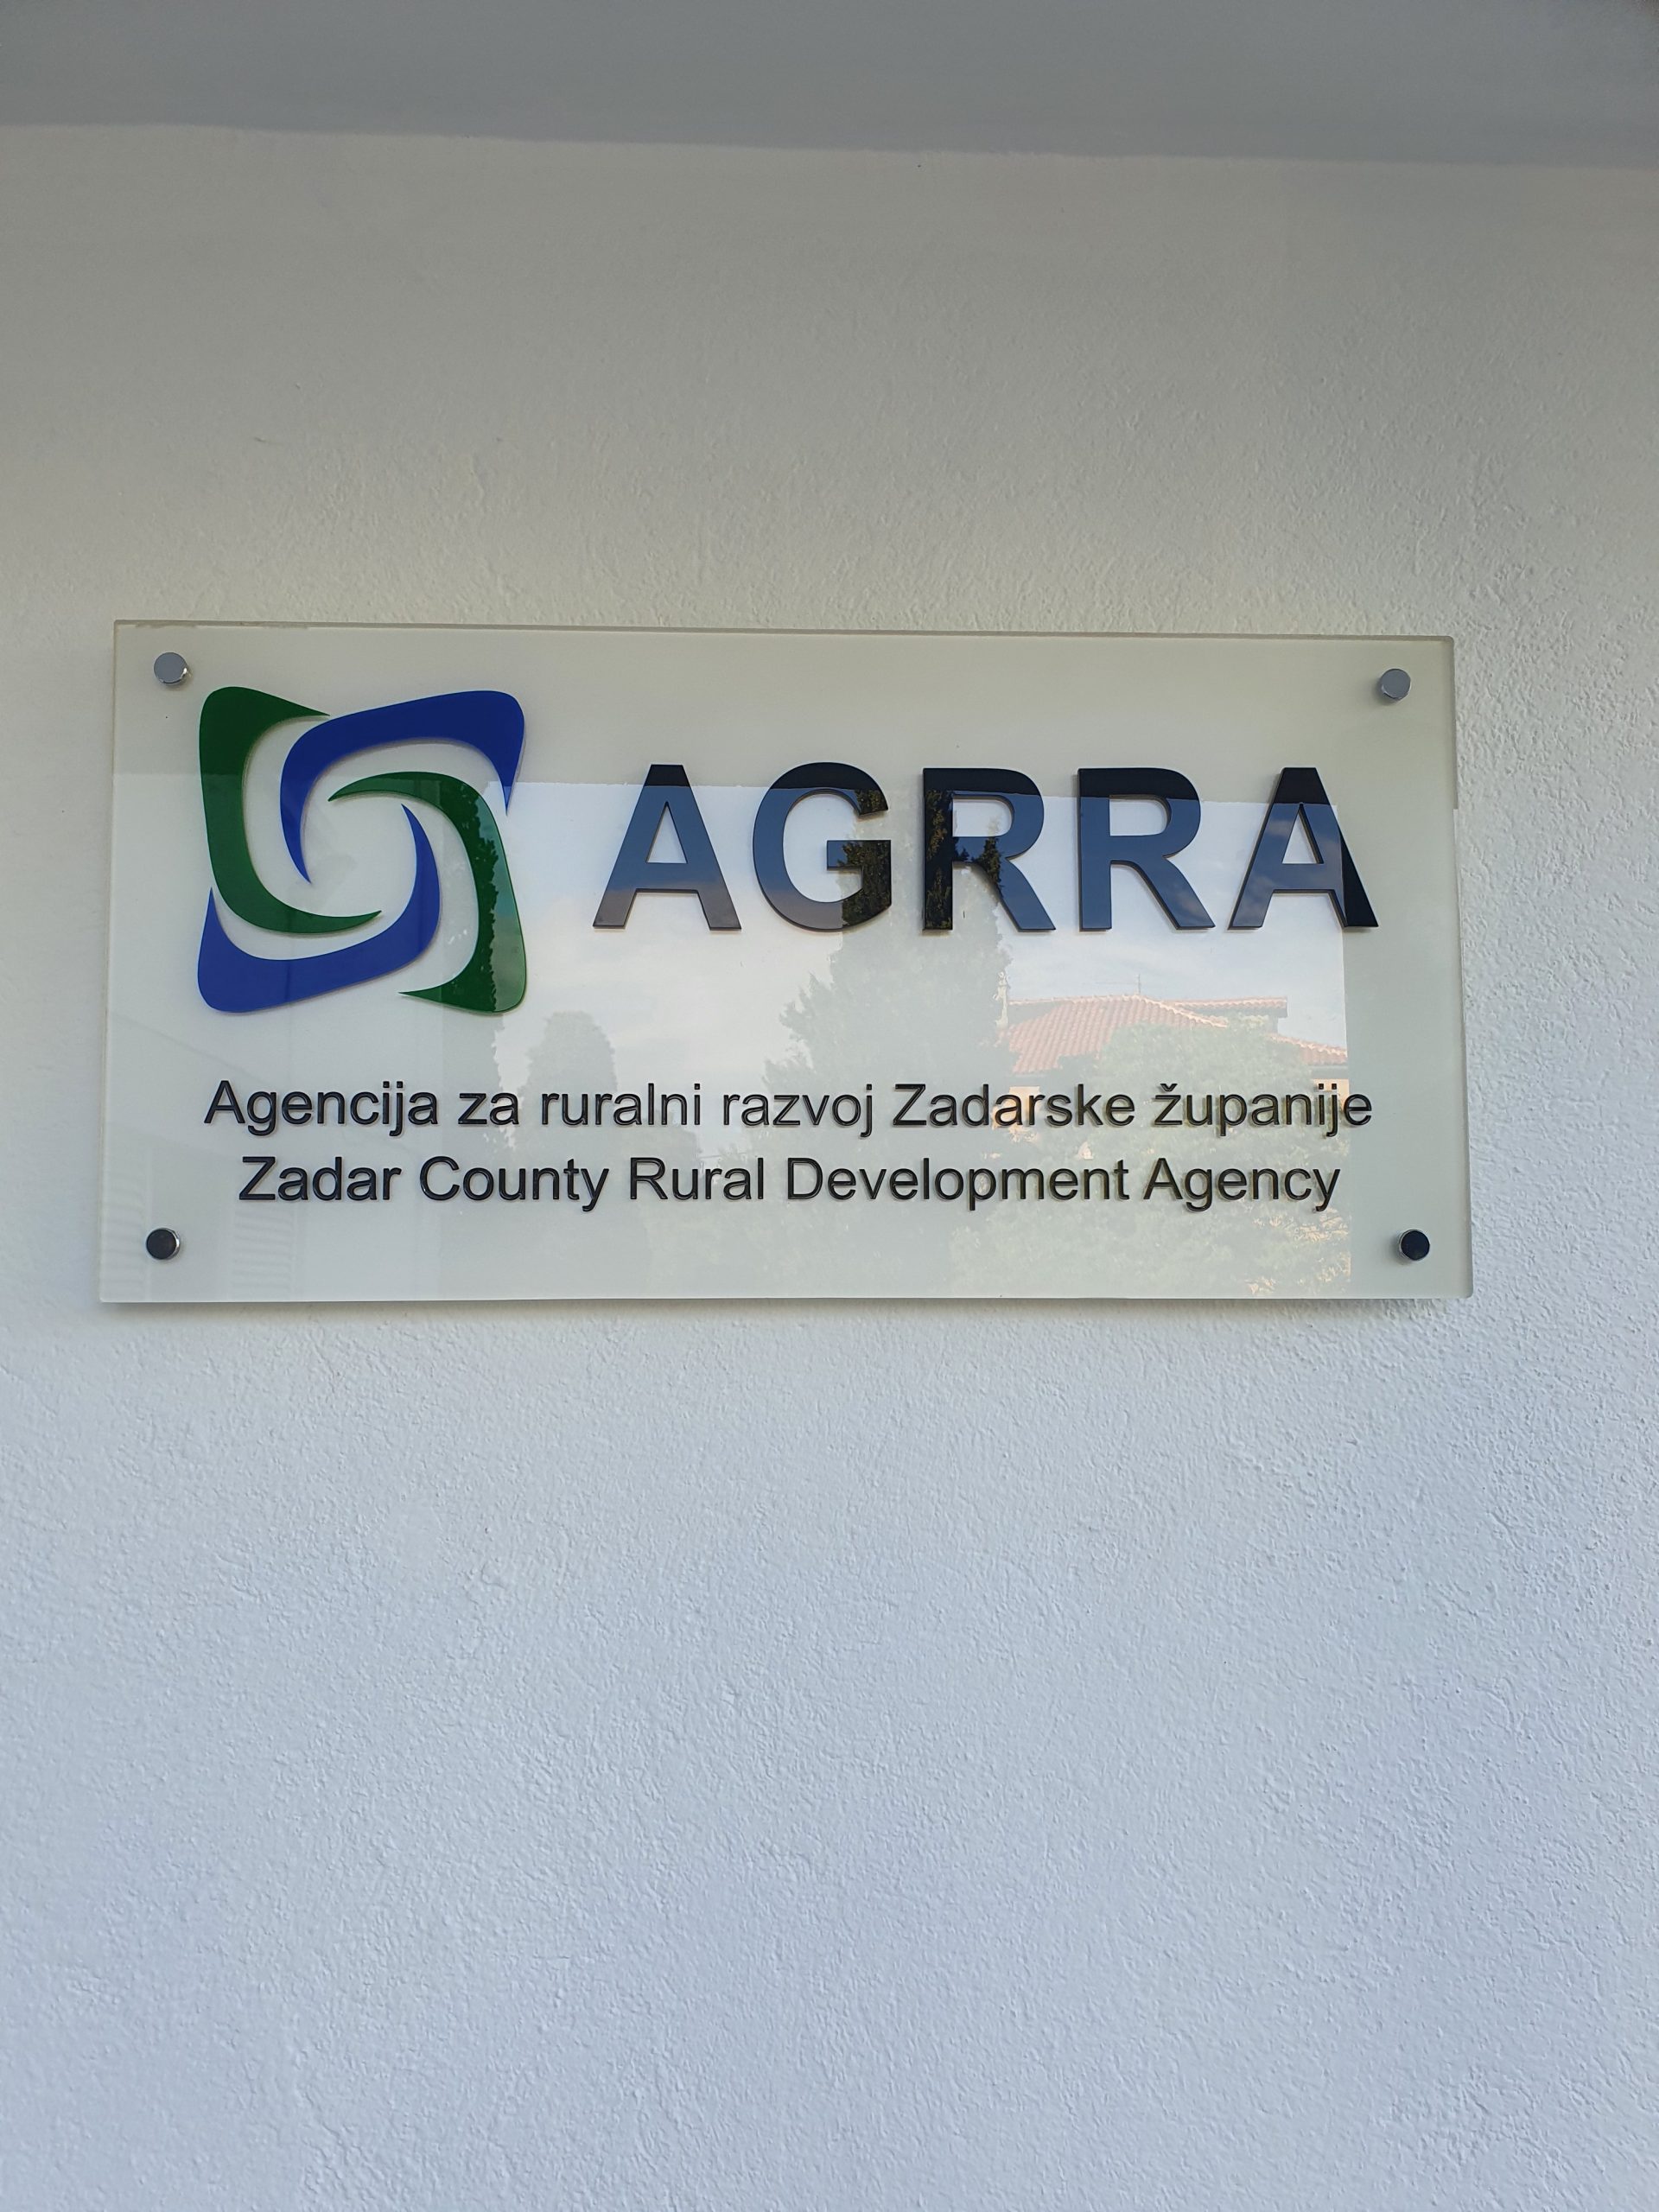 AGRRA
Agencija za ruralni razvoj Zadarske županije
Zadar County Rural Development Agency